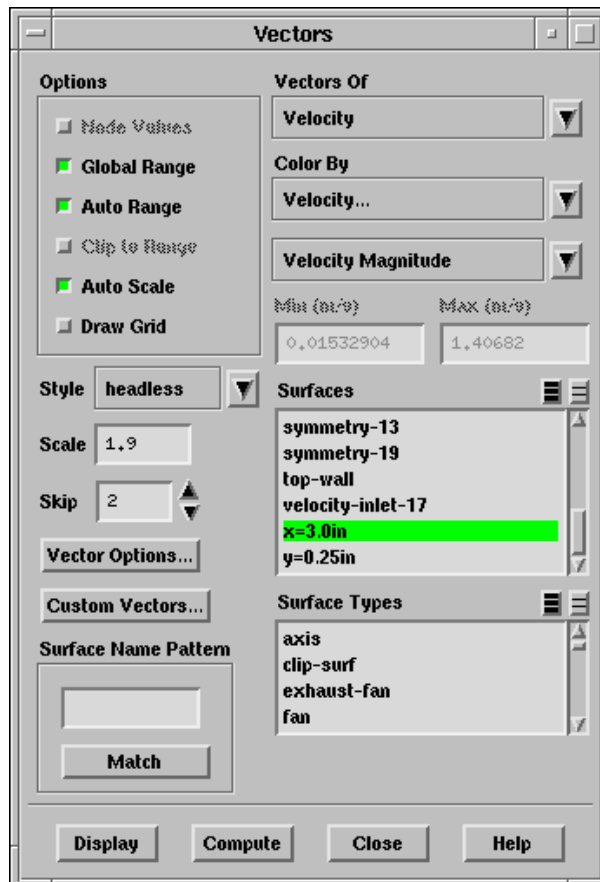 Vectors
Options
Node Values
Global Range
Auto Range
Clip to Range
Auto Scale
Draw Grid
Style headless
Scale 1.9
Skip 2
Vector Options...
Custom Vectors...
Surface Name Pattern
Match
Vectors Of
Velocity
Color By
Velocity...
Velocity Magnitude
Min (m/s) Max (m/s)
0.01532904 1.40682
Surfaces
symmetry-13
symmetry-19
top-wall
velocity-inlet-17
x=3.0in
y=0.25in
Surface Types
axis
clip-surf
exhaust-fan
fan
Display Compute Close Help